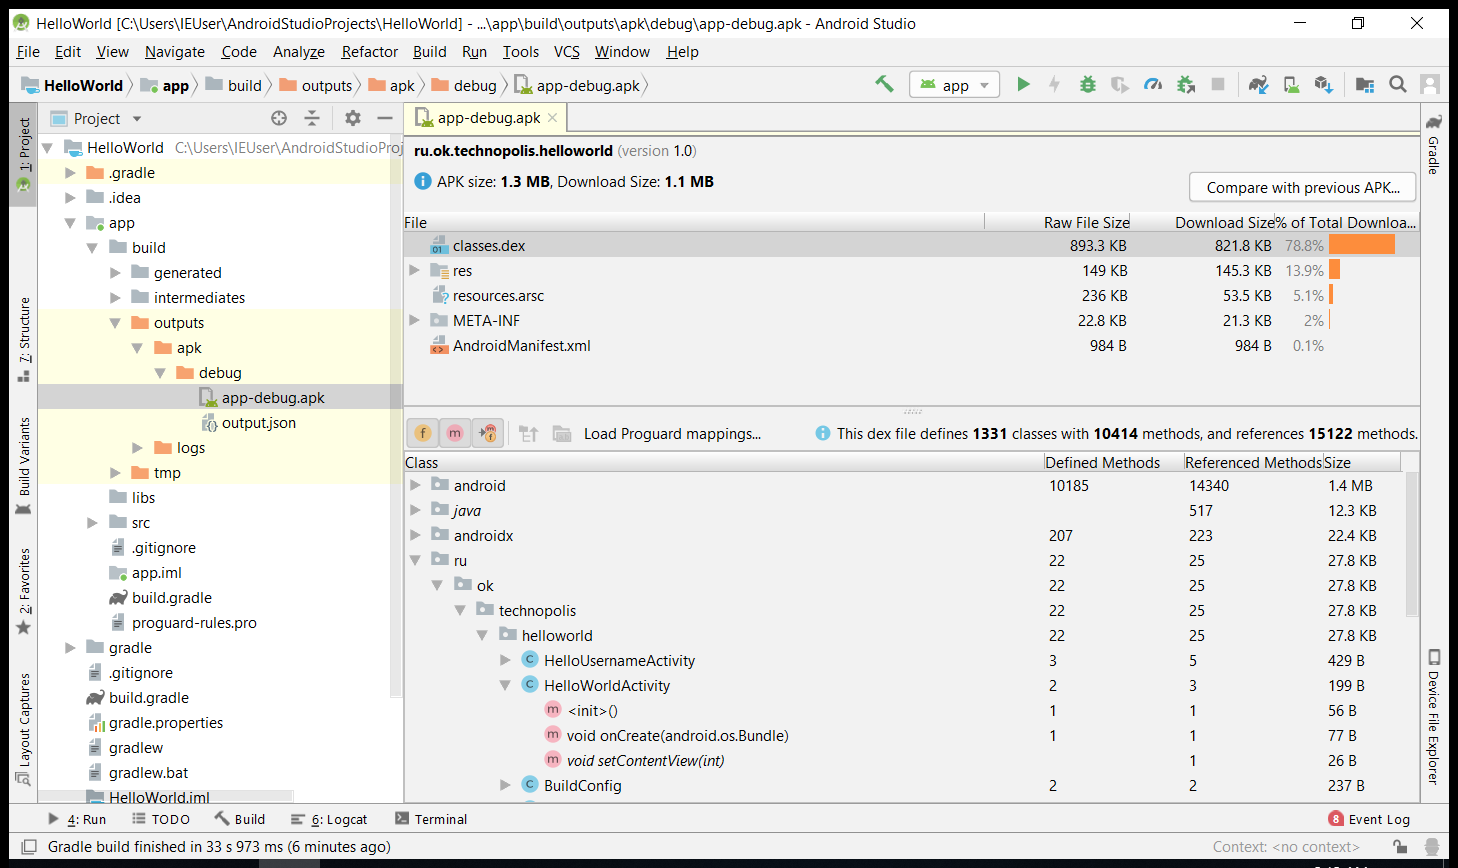 HelloWorld [C:\Users\IEUser\AndroidStudioProjects\HelloWorld] - ...\app\build\outputs\apk\debug\app-debug.apk - Android Studio
File Edit View Navigate Code Analyze Refactor Build Run Tools VCS Window Help
HelloWorld app build outputs apk debug app-debug.apk app
1: Project
7: Structure
Build Variants
2: Favorites
Layout Captures
Project
HelloWorld C:\Users\IEUser\AndroidStudioProj
.gradle
.idea
app
build
generated
intermediates
outputs
apk
debug
app-debug.apk
output.json
logs
tmp
libs
src
.gitignore
app.iml
build.gradle
proguard-rules.pro
gradle
.gitignore
build.gradle
gradle.properties
gradlew
gradlew.bat
HelloWorld.iml
app-debug.apk
ru.ok.technopolis.helloworld (version 1.0)
APK size: 1.3 MB, Download Size: 1.1 MB
Compare with previous APK...
File Raw File Size Download Size % of Total Downloa...
classes.dex 893.3 KB 821.8 KB 78.8%
res 149 KB 145.3 KB 13.9%
resources.arsc 236 KB 53.5 KB 5.1%
META-INF 22.8 KB 21.3 KB 2%
AndroidManifest.xml 984 B 984 B 0.1%
f m f Load Proguard mappings... This dex file defines 1331 classes with 10414 methods, and references 15122 methods.
Class Defined Methods Referenced Methods Size
android 10185 14340 1.4 MB
java 517 12.3 KB
androidx 207 223 22.4 KB
ru 22 25 27.8 KB
ok 22 25 27.8 KB
technopolis 22 25 27.8 KB
helloworld 22 25 27.8 KB
C HelloUsernameActivity 3 5 429 B
C HelloWorldActivity 2 3 199 B
m <init>() 1 1 56 B
m void onCreate(android.os.Bundle) 1 1 77 B
m void setContentView(int) 1 26 B
C BuildConfig 2 2 237 B
Gradle
Device File Explorer
4: Run TODO Build 6: Logcat Terminal 8 Event Log
Gradle build finished in 33 s 973 ms (6 minutes ago) Context: <no context>